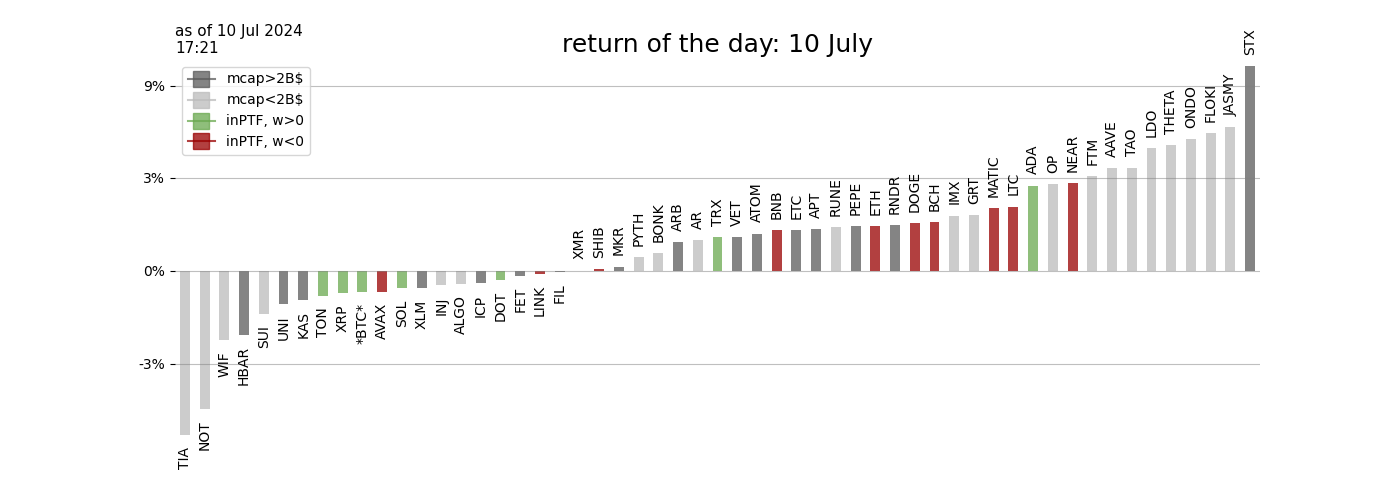 as of 10 Jul 2024
17:21
return of the day: 10 July
mcap>2B$
mcap<2B$
inPTF, w>0
inPTF, w<0
9%
3%
0%
-3%
TIA
NOT
WIF
HBAR
SUI
UNI
KAS
TON
XRP
*BTC*
AVAX
SOL
XLM
INJ
ALGO
ICP
DOT
FET
LINK
FIL
XMR
SHIB
MKR
PYTH
BONK
ARB
AR
TRX
VET
ATOM
BNB
ETC
APT
RUNE
PEPE
ETH
RNDR
DOGE
BCH
IMX
GRT
MATIC
LTC
ADA
OP
NEAR
FTM
AAVE
TAO
LDO
THETA
ONDO
FLOKI
JASMY
STX